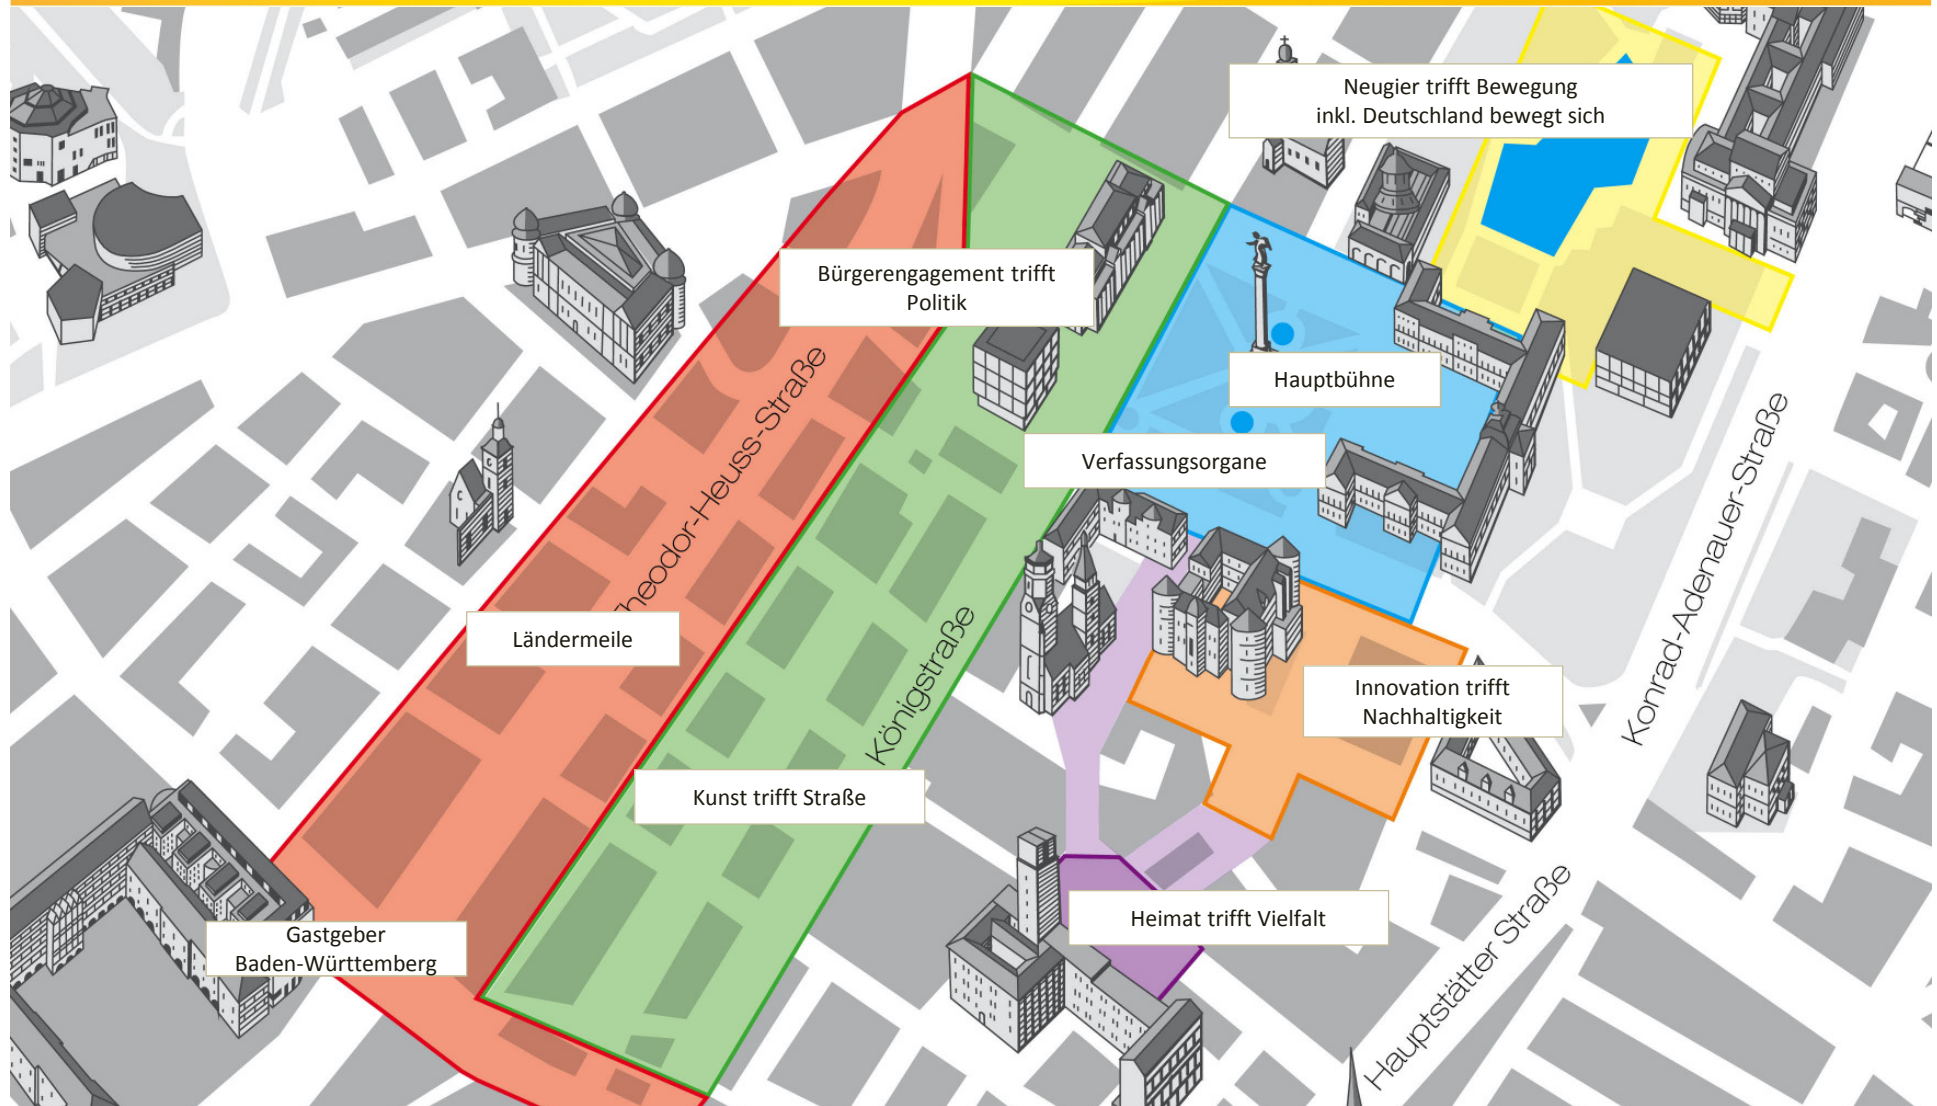 Neugier trifft Bewegung
inkl. Deutschland bewegt sich
Bürgerengagement trifft
Politik
Hauptbühne
Verfassungsorgane
Theodor-Heuss-Straße
Ländermeile
Königstraße
Konrad-Adenauer-Straße
Innovation trifft
Nachhaltigkeit
Kunst trifft Straße
Heimat trifft Vielfalt
Gastgeber
Baden-Württemberg
Hauptstätter Straße